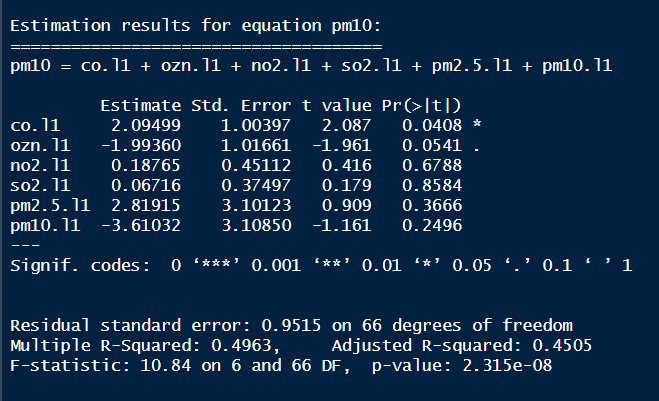 Estimation results for equation pm10:
=====================================
pm10 = co.l1 + ozn.l1 + no2.l1 + so2.l1 + pm2.5.l1 + pm10.l1
Estimate Std. Error t value Pr(>|t|)
co.l1 2.09499 1.00397 2.087 0.0408 *
ozn.l1 -1.99360 1.01661 -1.961 0.0541 .
no2.l1 0.18765 0.45112 0.416 0.6788
so2.l1 0.06716 0.37497 0.179 0.8584
pm2.5.l1 2.81915 3.10123 0.909 0.3666
pm10.l1 -3.61032 3.10850 -1.161 0.2496
---
Signif. codes: 0 ‘***’ 0.001 ‘**’ 0.01 ‘*’ 0.05 ‘.’ 0.1 ‘ ’ 1
Residual standard error: 0.9515 on 66 degrees of freedom
Multiple R-Squared: 0.4963, Adjusted R-squared: 0.4505
F-statistic: 10.84 on 6 and 66 DF, p-value: 2.315e-08